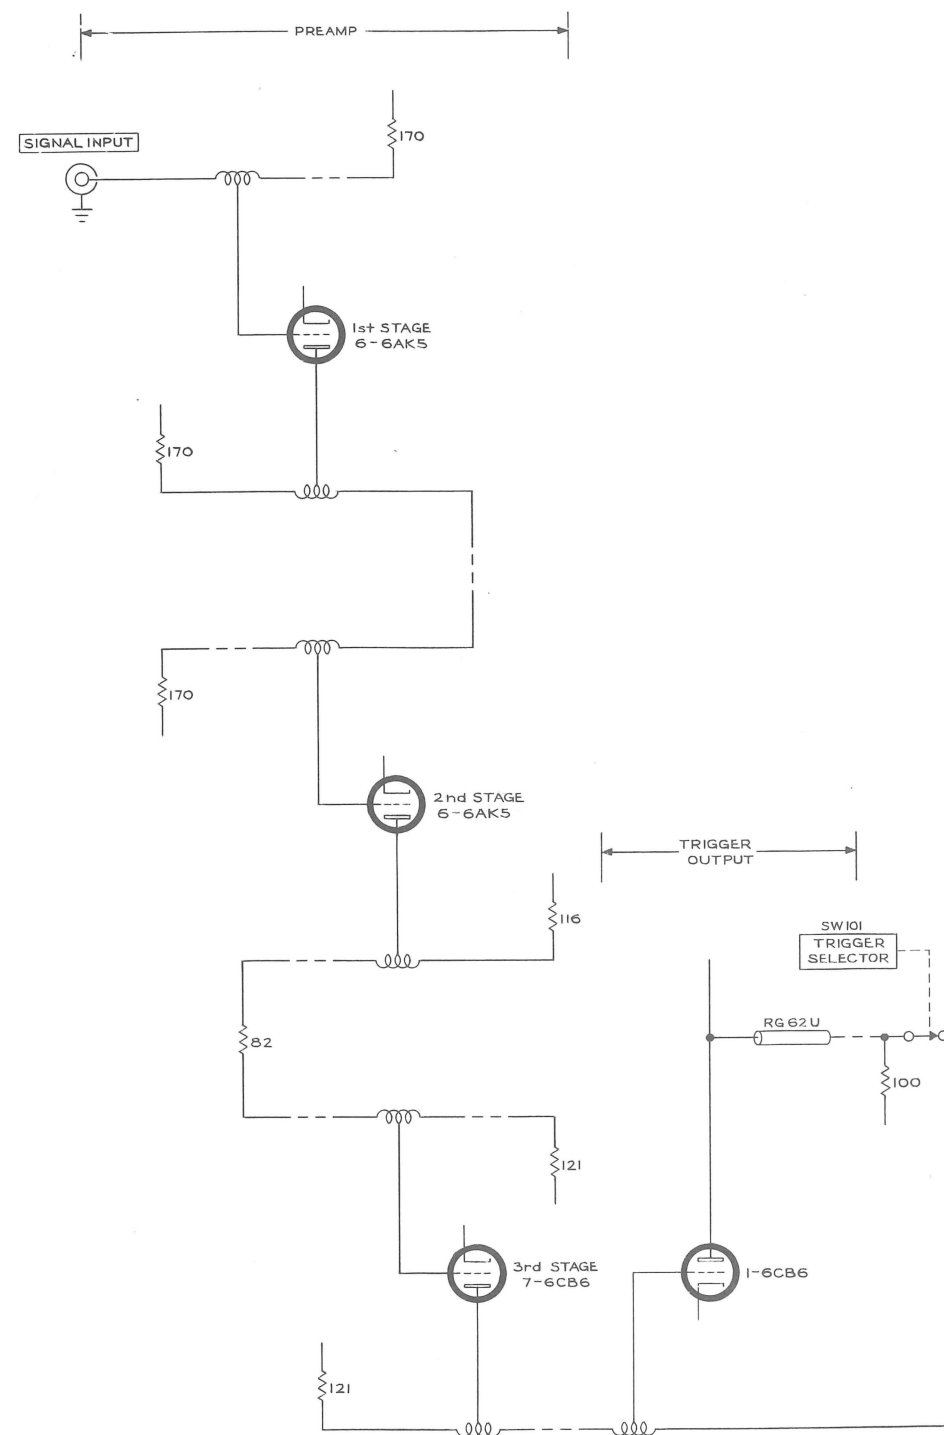 PREAMP
SIGNAL INPUT
170
1st STAGE
6-6AK5
170
170
2nd STAGE
6-6AK5
TRIGGER
OUTPUT
116
SW101
TRIGGER
SELECTOR
RG62U
82
100
121
3rd STAGE
7-6CB6
1-6CB6
121